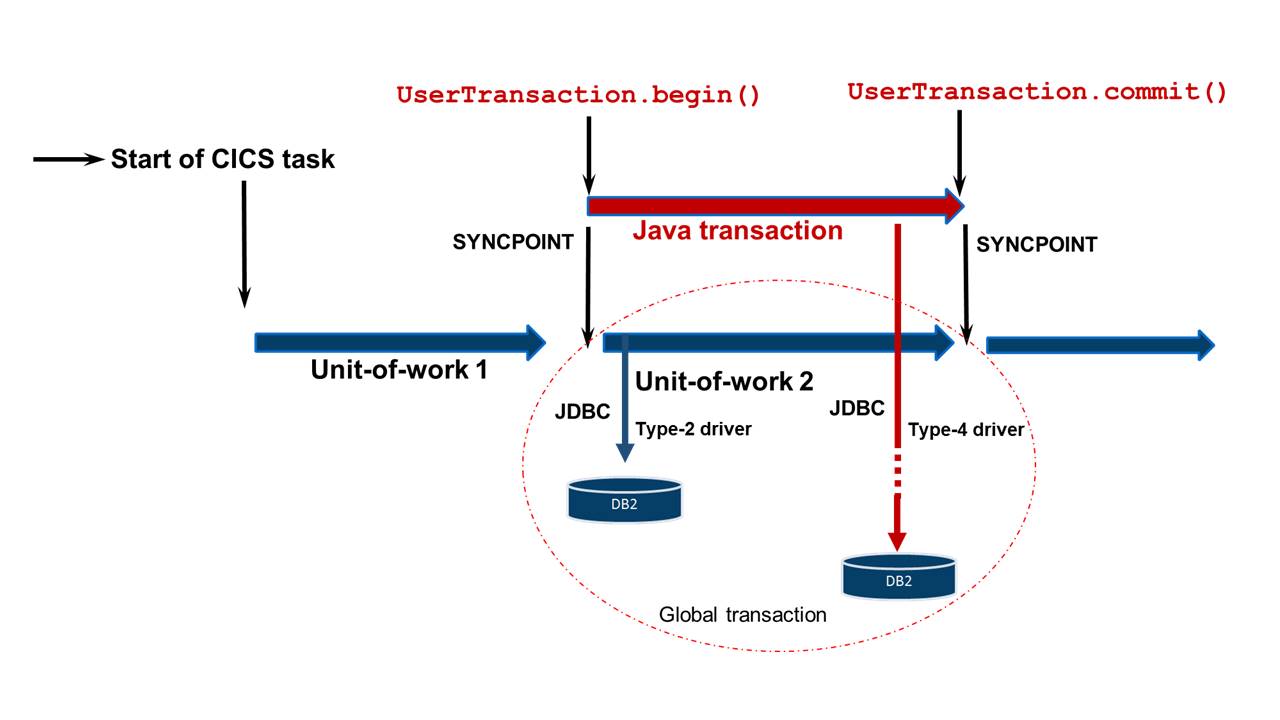 UserTransaction.begin()
UserTransaction.commit()
Start of CICS task
Java transaction
SYNCPOINT
SYNCPOINT
Unit-of-work 1
Unit-of-work 2
JDBC
JDBC
Type-2 driver
Type-4 driver
DB2
DB2
Global transaction